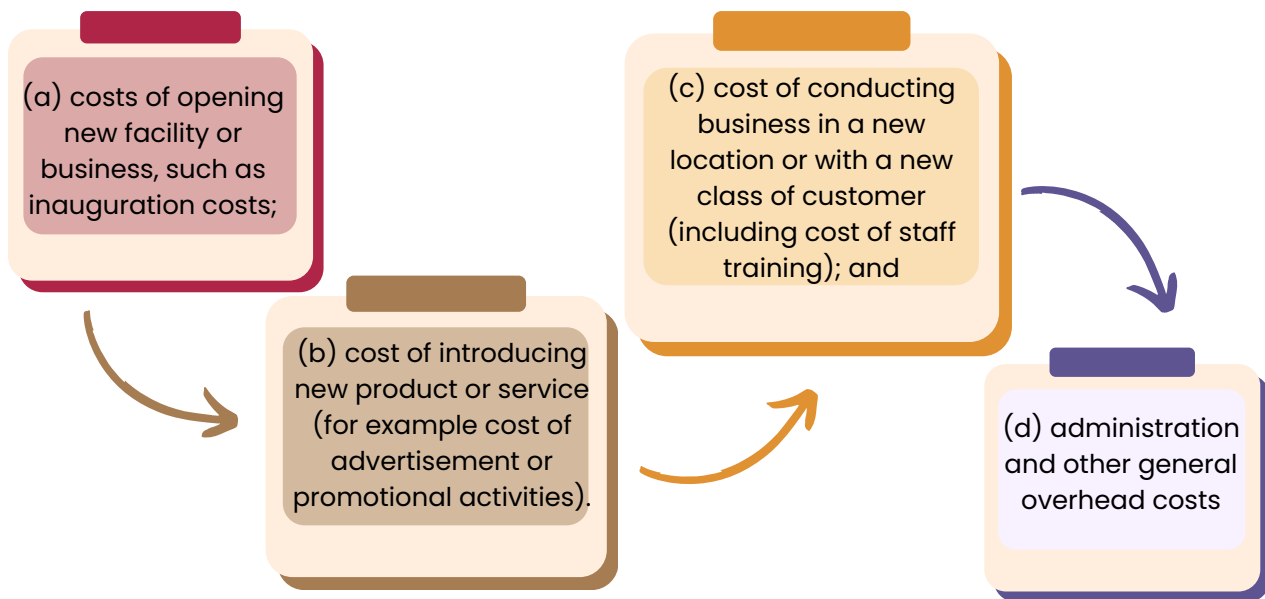 (a) costs of opening
new facility or
business, such as
inauguration costs;
(b) cost of introducing
new product or service
(for example cost of
advertisement or
promotional activities).
(c) cost of conducting
business in a new
location or with a new
class of customer
(including cost of staff
training); and
(d) administration
and other general
overhead costs